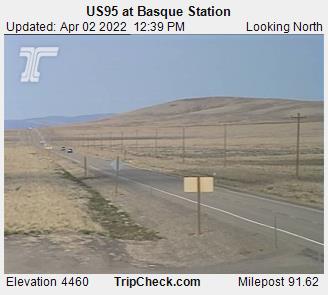 US95 at Basque Station
Updated: Apr 02 2022 12:39 PM Looking North
Elevation 4460 TripCheck.com Milepost 91.62